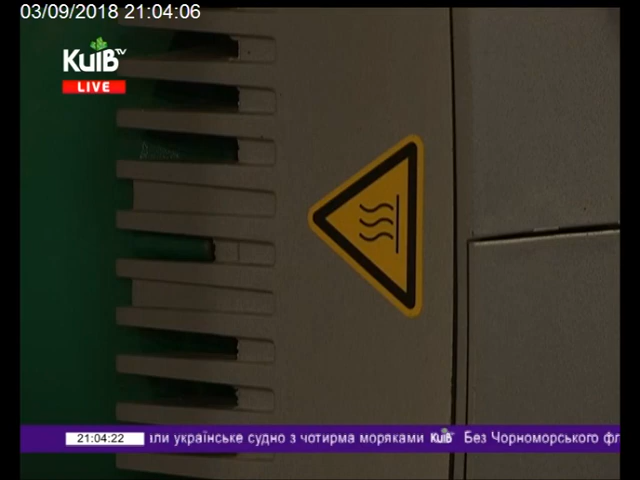 03/09/2018 21:04:06
КиїВ TV
LIVE
21:04:22 али українське судно з чотирма моряками КиїВ Без Чорноморського фл